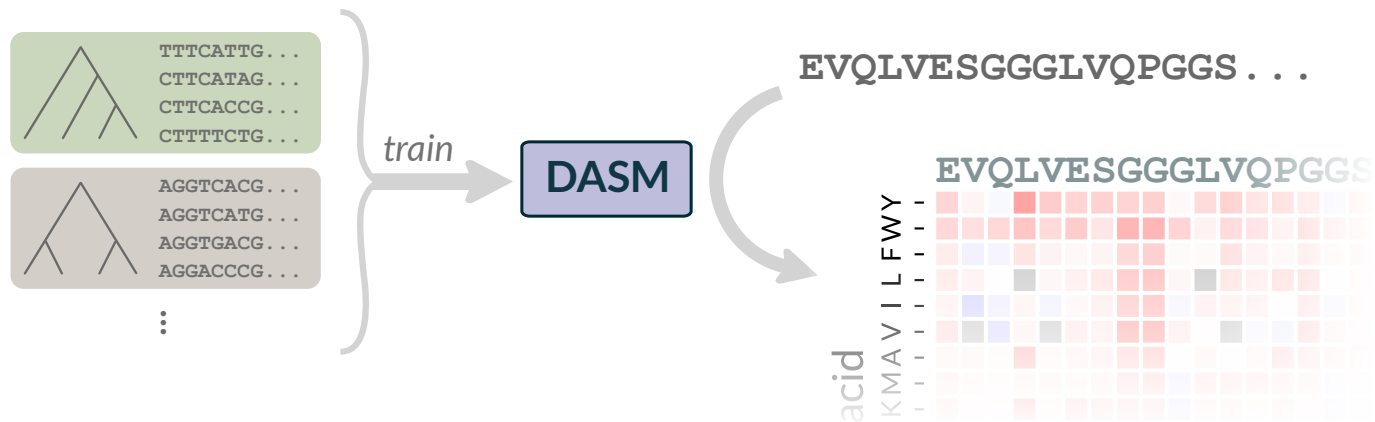 TTTCATTG...
CTTCATAG...
CTTCACCG...
CTTTTCTG...
AGGTCACG...
AGGTCATG...
AGGTGACG...
AGGACCCG...
⋮
train
DASM
EVQLVESGGGLVQPGGS...
EVQLVESGGGLVQPGGS
Y
W
F
L
I
V
A
M
K
acid